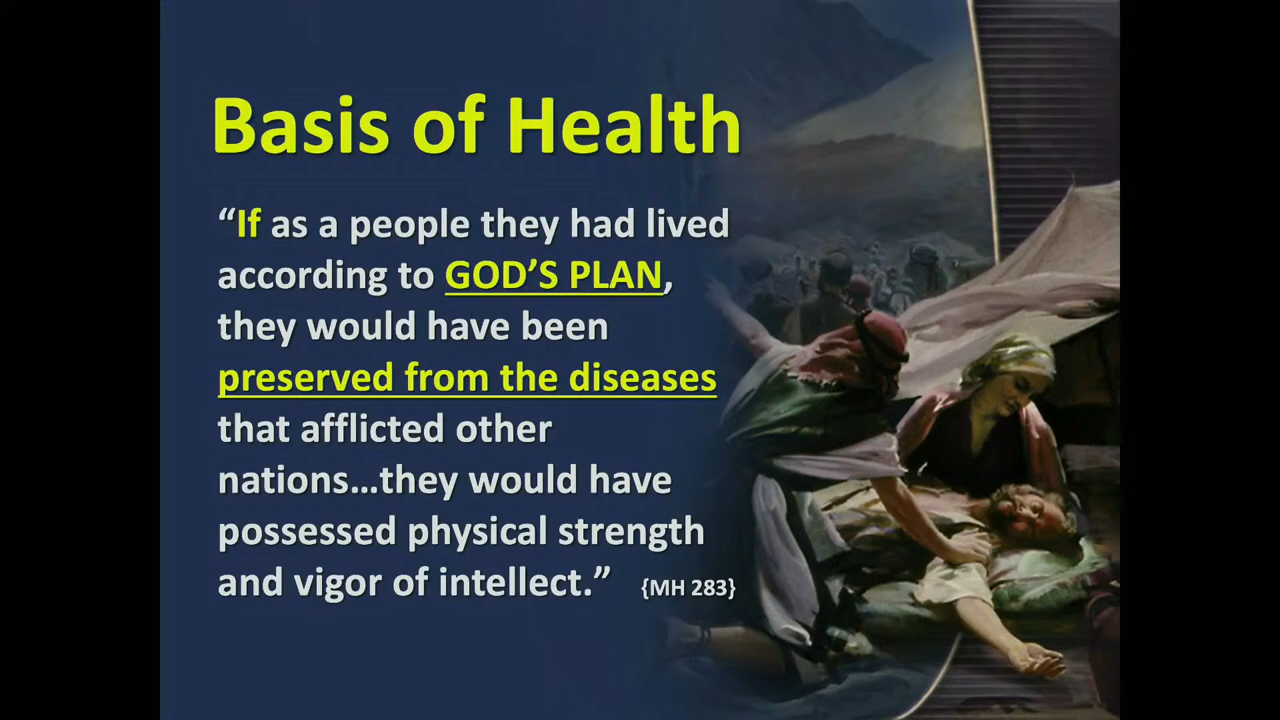 Basis of Health
“If as a people they had lived
according to GOD’S PLAN,
they would have been
preserved from the diseases
that afflicted other
nations…they would have
possessed physical strength
and vigor of intellect.” {MH 283}